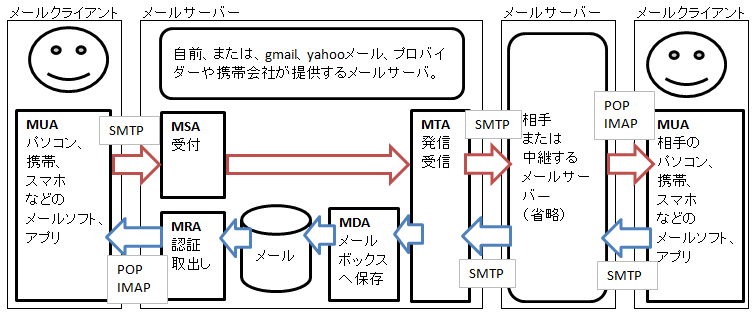 メールクライアント
メールサーバー
メールサーバー
メールクライアント
自前、または、gmail、yahooメール、プロバイ
ダーや携帯会社が提供するメールサーバ。
MUA
パソコン、
携帯、
スマホ
などの
メールソフト、
アプリ
SMTP
MSA
受付
MTA
発信
受信
SMTP
相手
または
中継する
メールサー
バー
（省略）
POP
IMAP
MUA
相手の
パソコン、
携帯、
スマホ
などの
メールソフト、
アプリ
POP
IMAP
MRA
認証
取出し
メール
MDA
メール
ボックス
へ保存
SMTP
SMTP